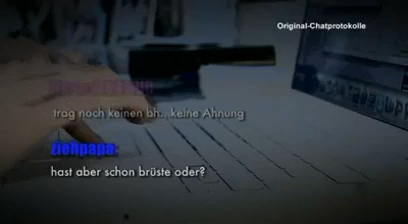 Original-Chatprotokolle
trag noch keinen bh...keine Ahnung
ziehpapa:
hast aber schon brüste oder?